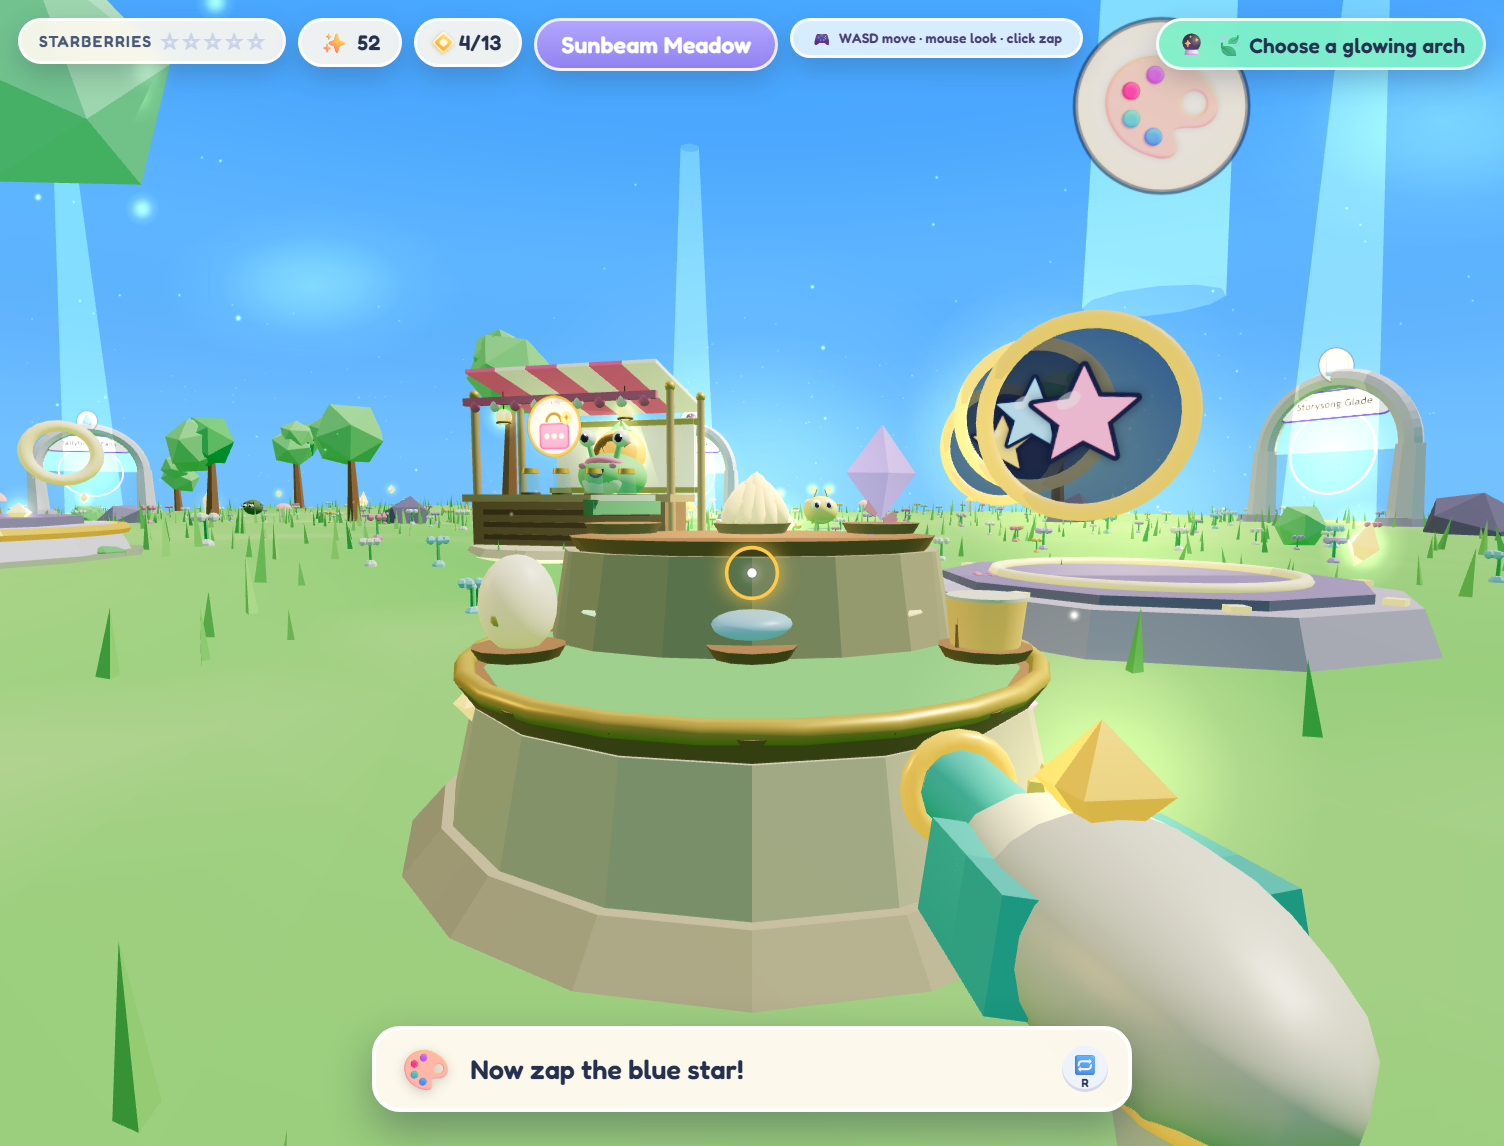 STARBERRIES
52
4/13
Sunbeam Meadow
WASD move · mouse look · click zap
Choose a glowing arch
Storysong Glade
Now zap the blue star!
R